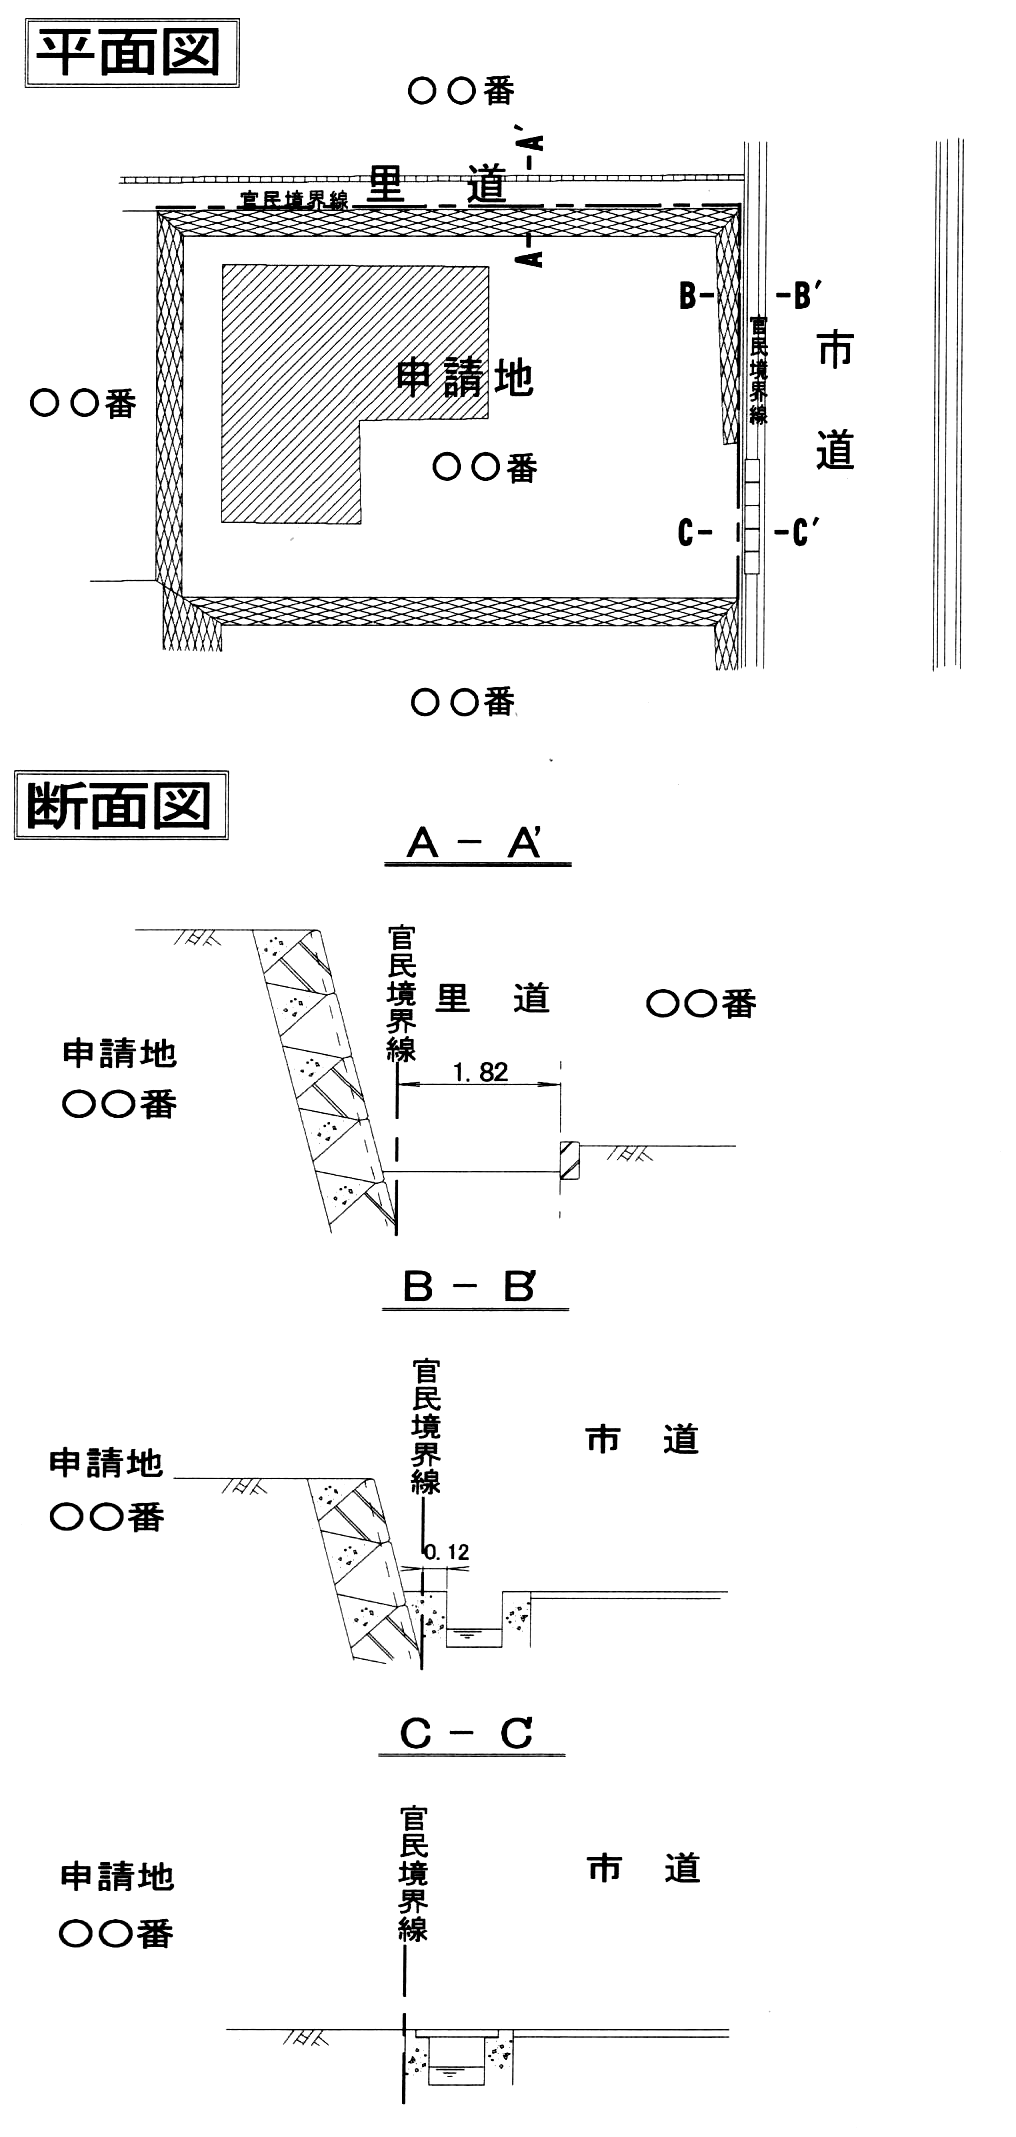 平面図
○○番
A-A'
里 道
官民境界線
B- -B'
官民境界線
市道
申請地
○○番
○○番
C- -C'
○○番
断面図
A - A'
官民境界線
里 道
○○番
申請地
○○番
1.82
B - B'
官民境界線
市 道
申請地
○○番
0.12
C - C'
官民境界線
市 道
申請地
○○番